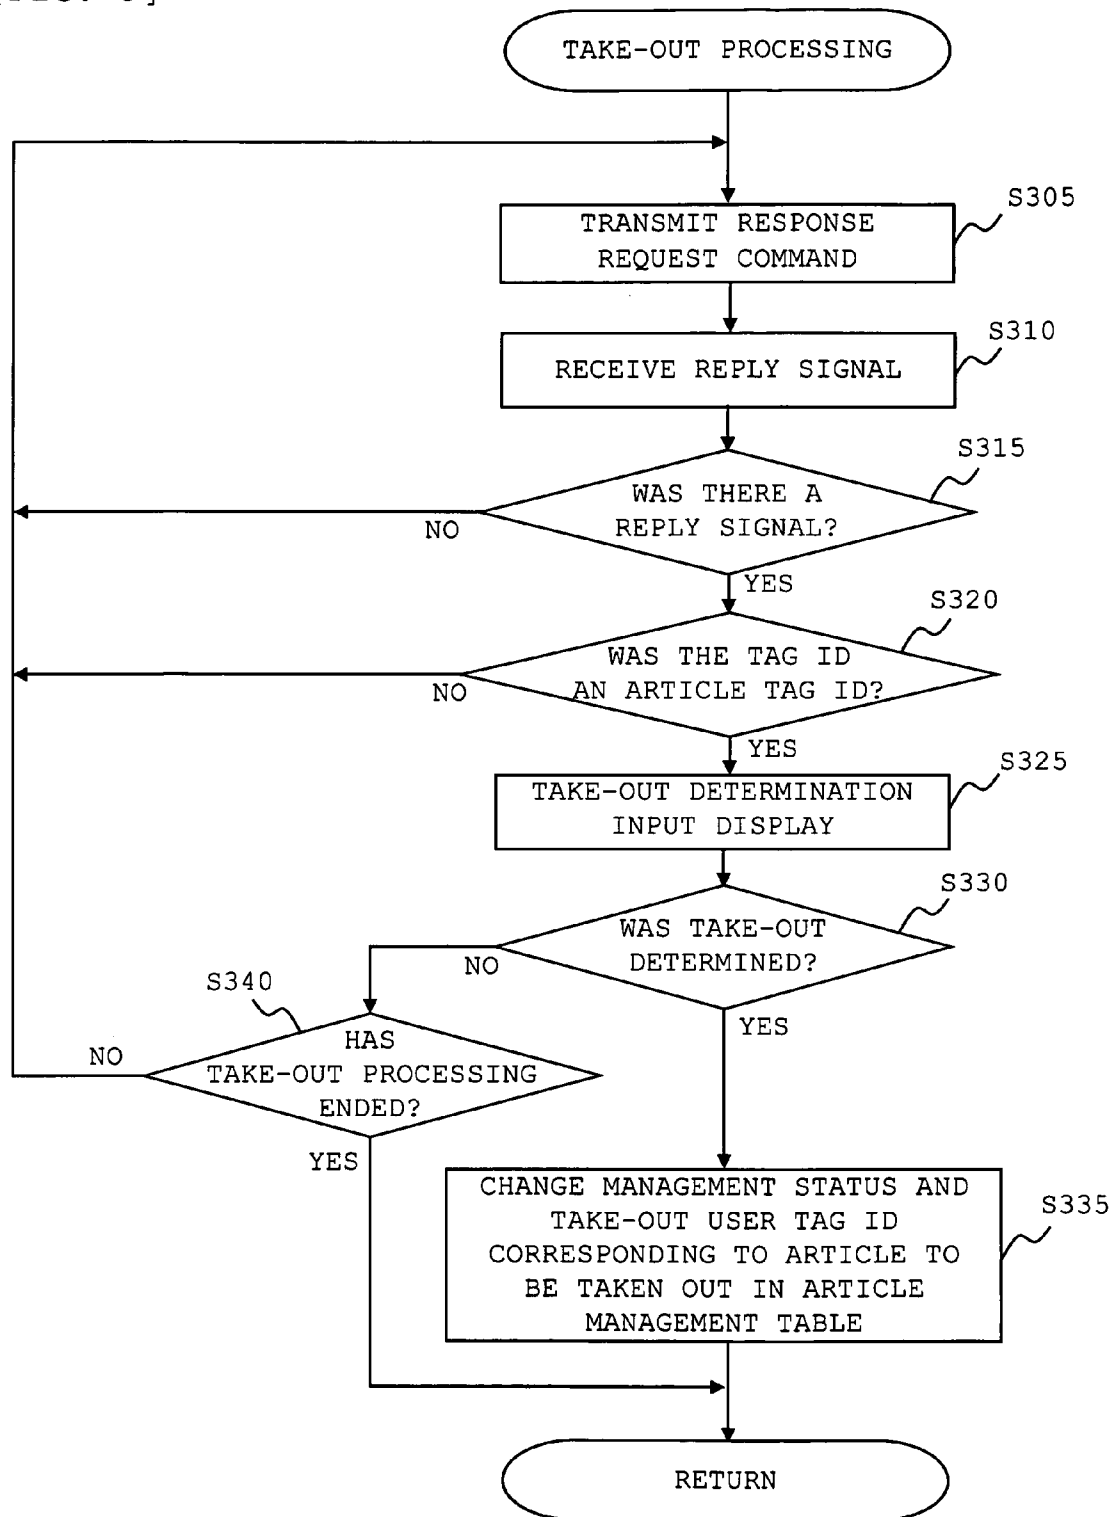 TAKE-OUT PROCESSING
S305
TRANSMIT RESPONSE
REQUEST COMMAND
S310
RECEIVE REPLY SIGNAL
S315
WAS THERE A
REPLY SIGNAL?
NO
YES
S320
WAS THE TAG ID
AN ARTICLE TAG ID?
NO
YES
S325
TAKE-OUT DETERMINATION
INPUT DISPLAY
S330
WAS TAKE-OUT
DETERMINED?
NO
YES
S340
HAS
TAKE-OUT PROCESSING
ENDED?
NO
YES
S335
CHANGE MANAGEMENT STATUS AND
TAKE-OUT USER TAG ID
CORRESPONDING TO ARTICLE TO
BE TAKEN OUT IN ARTICLE
MANAGEMENT TABLE
RETURN